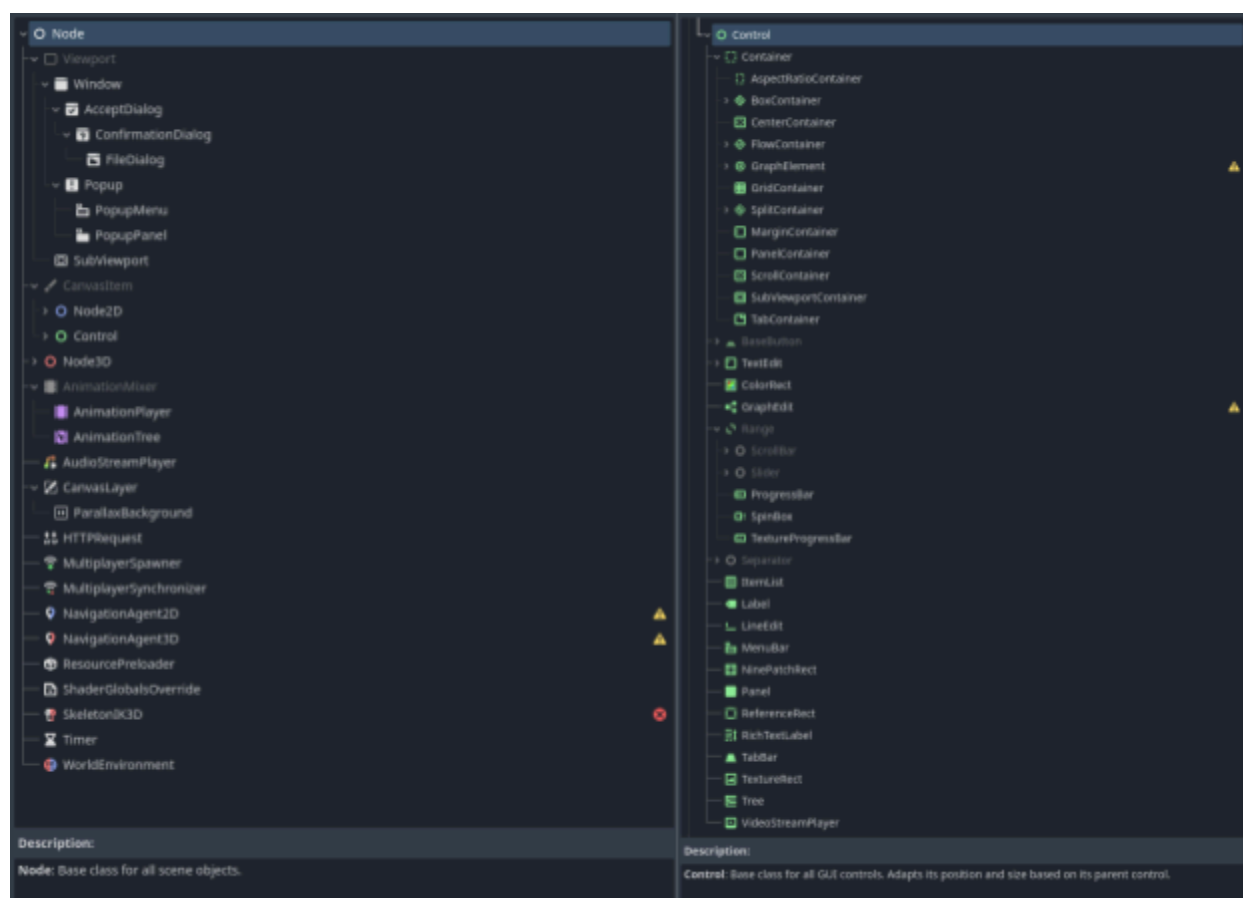 Node
Viewport
Window
AcceptDialog
ConfirmationDialog
FileDialog
Popup
PopupMenu
PopupPanel
SubViewport
CanvasItem
Node2D
Control
Node3D
AnimationMixer
AnimationPlayer
AnimationTree
AudioStreamPlayer
CanvasLayer
ParallaxBackground
HTTPRequest
MultiplayerSpawner
MultiplayerSynchronizer
NavigationAgent2D
NavigationAgent3D
ResourcePreloader
ShaderGlobalsOverride
SkeletonIK3D
Timer
WorldEnvironment
Description:
Node: Base class for all scene objects.
Control
Container
AspectRatioContainer
BoxContainer
CenterContainer
FlowContainer
GraphElement
GridContainer
SplitContainer
MarginContainer
PanelContainer
ScrollContainer
SubViewportContainer
TabContainer
BaseButton
TextEdit
ColorRect
GraphEdit
Range
ScrollBar
Slider
ProgressBar
SpinBox
TextureProgressBar
Separator
ItemList
Label
LineEdit
MenuBar
NinePatchRect
Panel
ReferenceRect
RichTextLabel
TabBar
TextureRect
Tree
VideoStreamPlayer
Description:
Control: Base class for all GUI controls. Adapts its position and size based on its parent control.